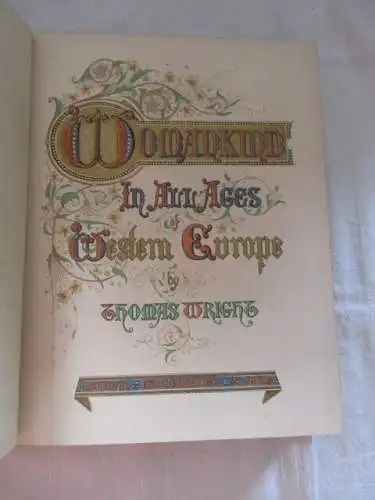 Womankind
In All Ages
of
Western Europe
by
Thomas Wright